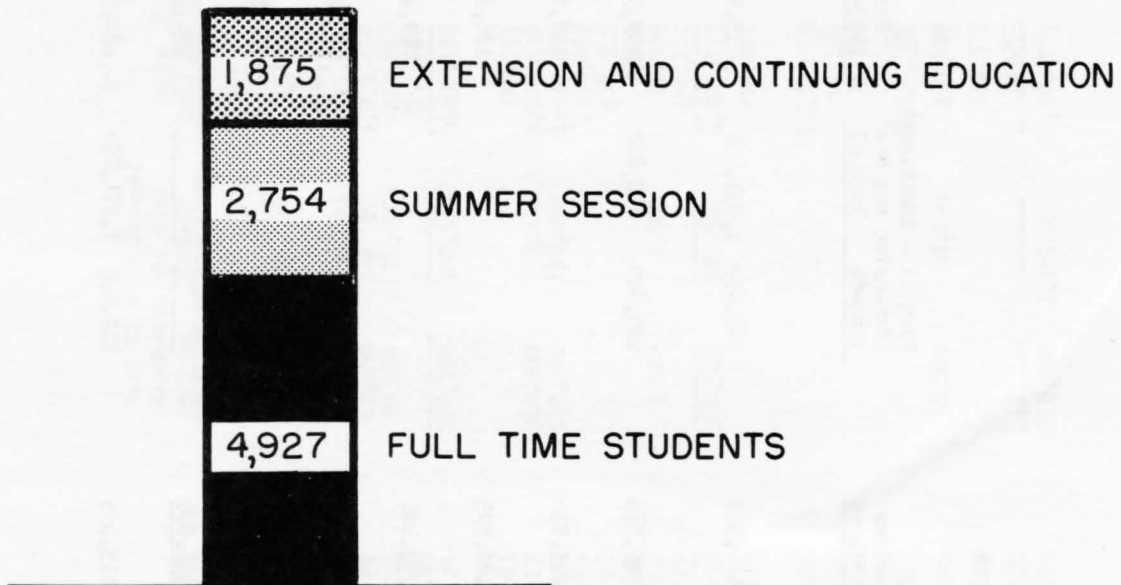 1,875 EXTENSION AND CONTINUING EDUCATION
2,754 SUMMER SESSION
4,927 FULL TIME STUDENTS